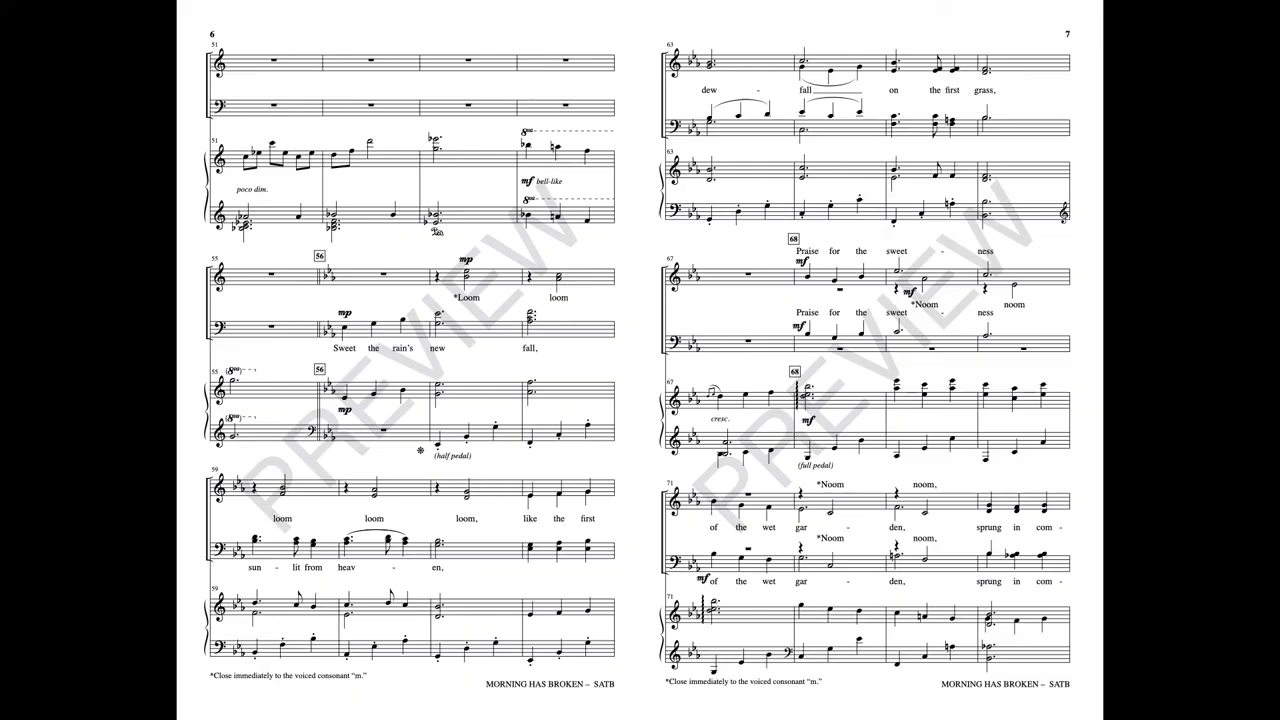 6
51
51
poco dim.
8va
mf bell-like
8va
55
56
mp
*Loom loom
mp
Sweet the rain's new fall,
55
(8va)
56
mp
(8va)
(half pedal)
59
loom loom loom, like the first
sun - lit from heav - en,
59
*Close immediately to the voiced consonant “m.”
MORNING HAS BROKEN – SATB
7
63
dew - fall on the first grass,
63
68
Praise for the sweet - ness
67
mf
mf
*Noom noom
Praise for the sweet - ness
mf
68
67
cresc.
mf
(full pedal)
*Noom noom,
71
of the wet gar - den, sprung in com-
*Noom noom,
mf
of the wet gar - den, sprung in com-
71
*Close immediately to the voiced consonant “m.”
MORNING HAS BROKEN – SATB
PREVIEW
PREVIEW